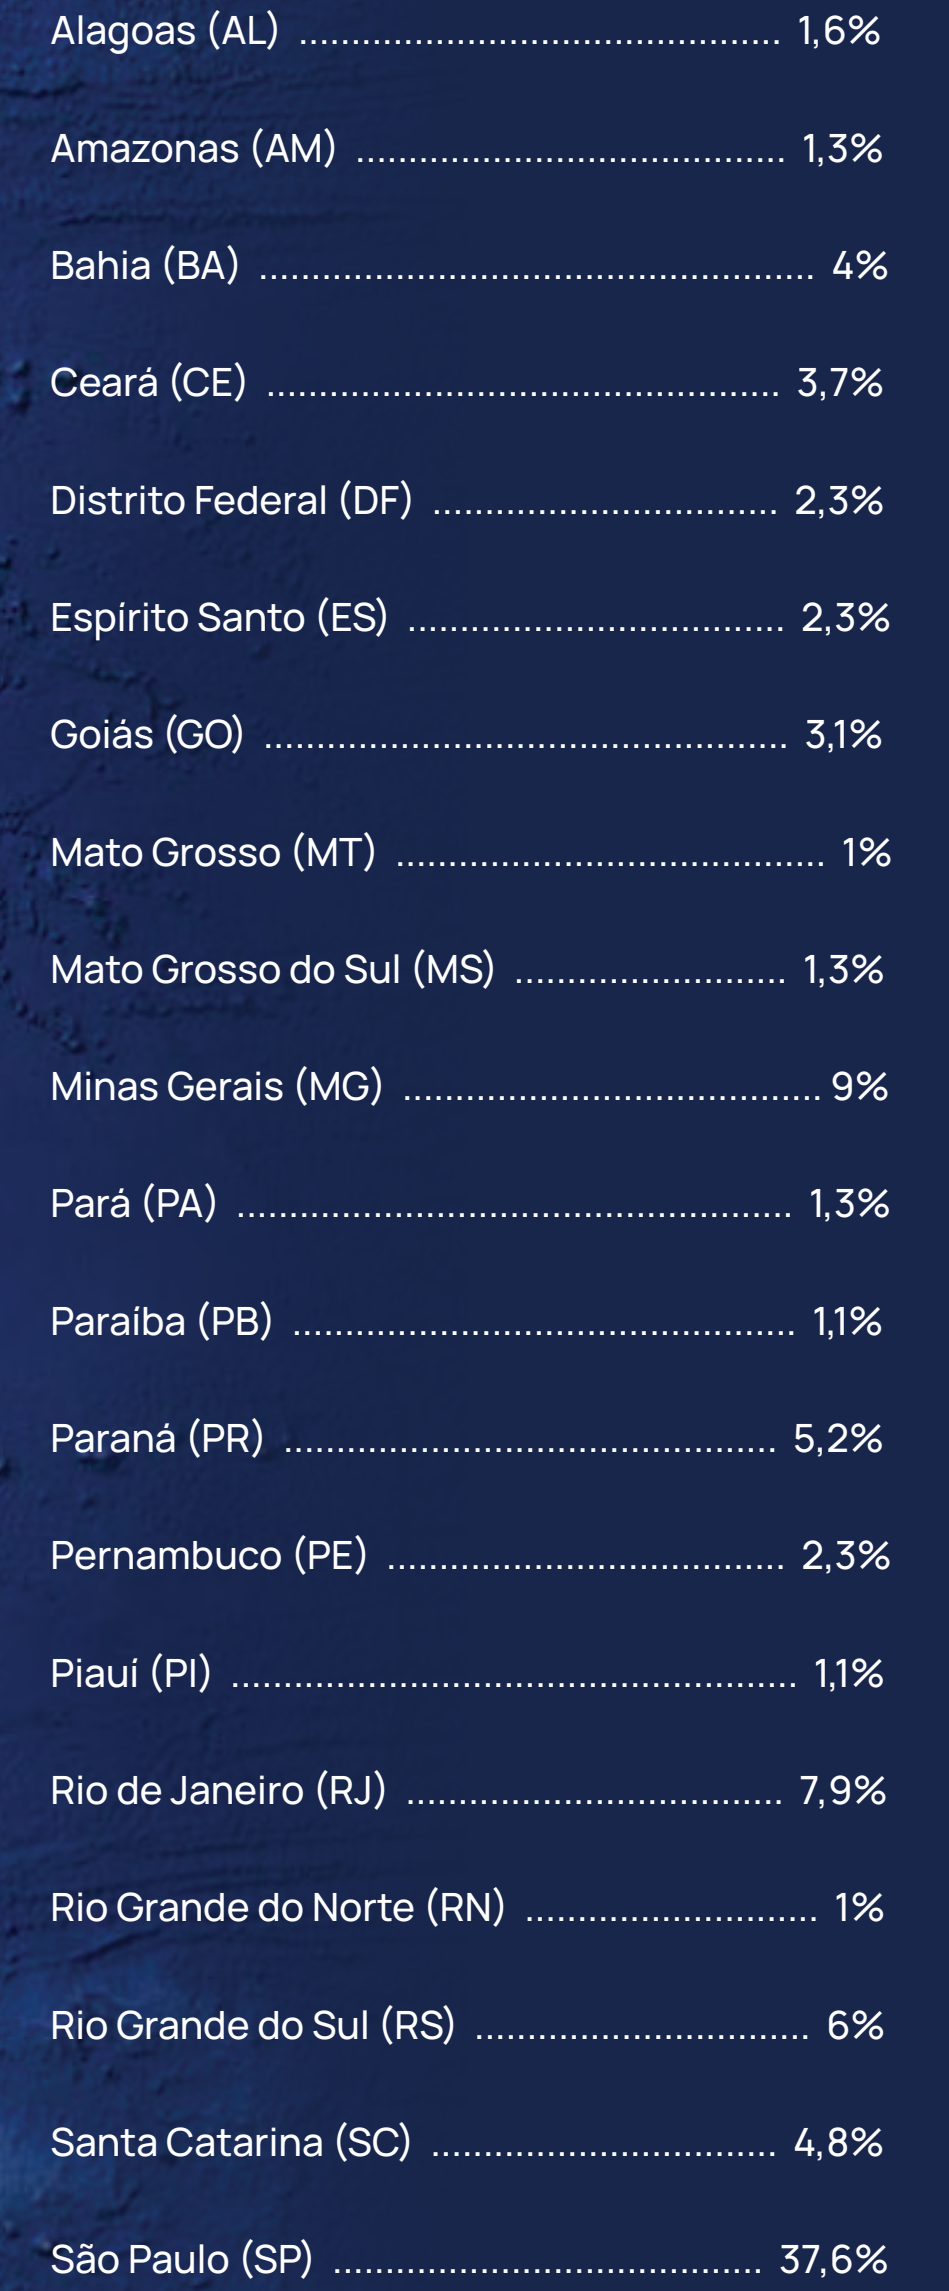 Alagoas (AL) .............................................. 1,6%
Amazonas (AM) ......................................... 1,3%
Bahia (BA) ..................................................... 4%
Ceará (CE) ................................................. 3,7%
Distrito Federal (DF) ................................. 2,3%
Espírito Santo (ES) .................................... 2,3%
Goiás (GO) .................................................. 3,1%
Mato Grosso (MT) ......................................... 1%
Mato Grosso do Sul (MS) .......................... 1,3%
Minas Gerais (MG) ........................................ 9%
Pará (PA) ..................................................... 1,3%
Paraíba (PB) ................................................ 1,1%
Paraná (PR) ............................................... 5,2%
Pernambuco (PE) ...................................... 2,3%
Piauí (PI) ...................................................... 1,1%
Rio de Janeiro (RJ) .................................... 7,9%
Rio Grande do Norte (RN) ............................ 1%
Rio Grande do Sul (RS) ................................ 6%
Santa Catarina (SC) ................................. 4,8%
São Paulo (SP) ......................................... 37,6%